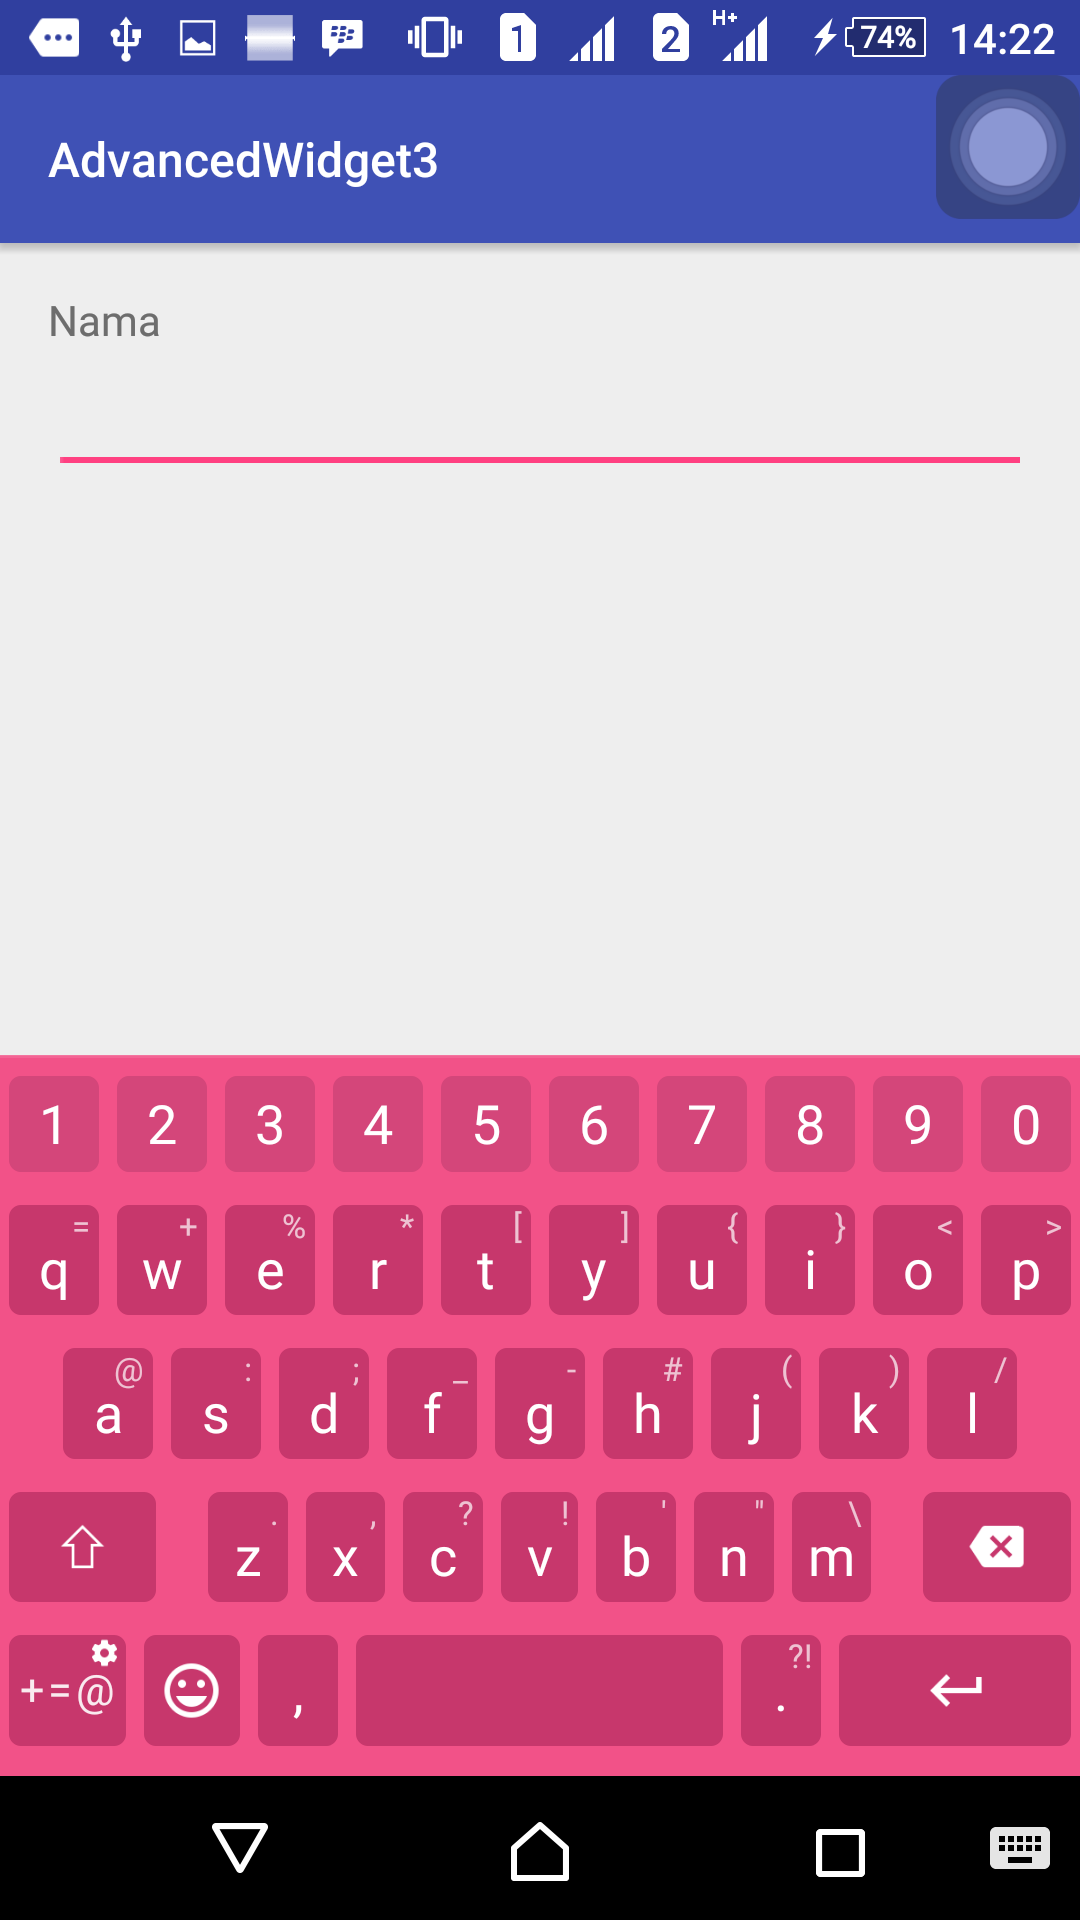 1 2 H+ 74% 14:22
AdvancedWidget3
Nama
1 2 3 4 5 6 7 8 9 0
= + % * [ ] { } < >
q w e r t y u i o p
@ : ; _ - # ( ) /
a s d f g h j k l
. , ? ! ' " \
z x c v b n m
?!
+=@ , .